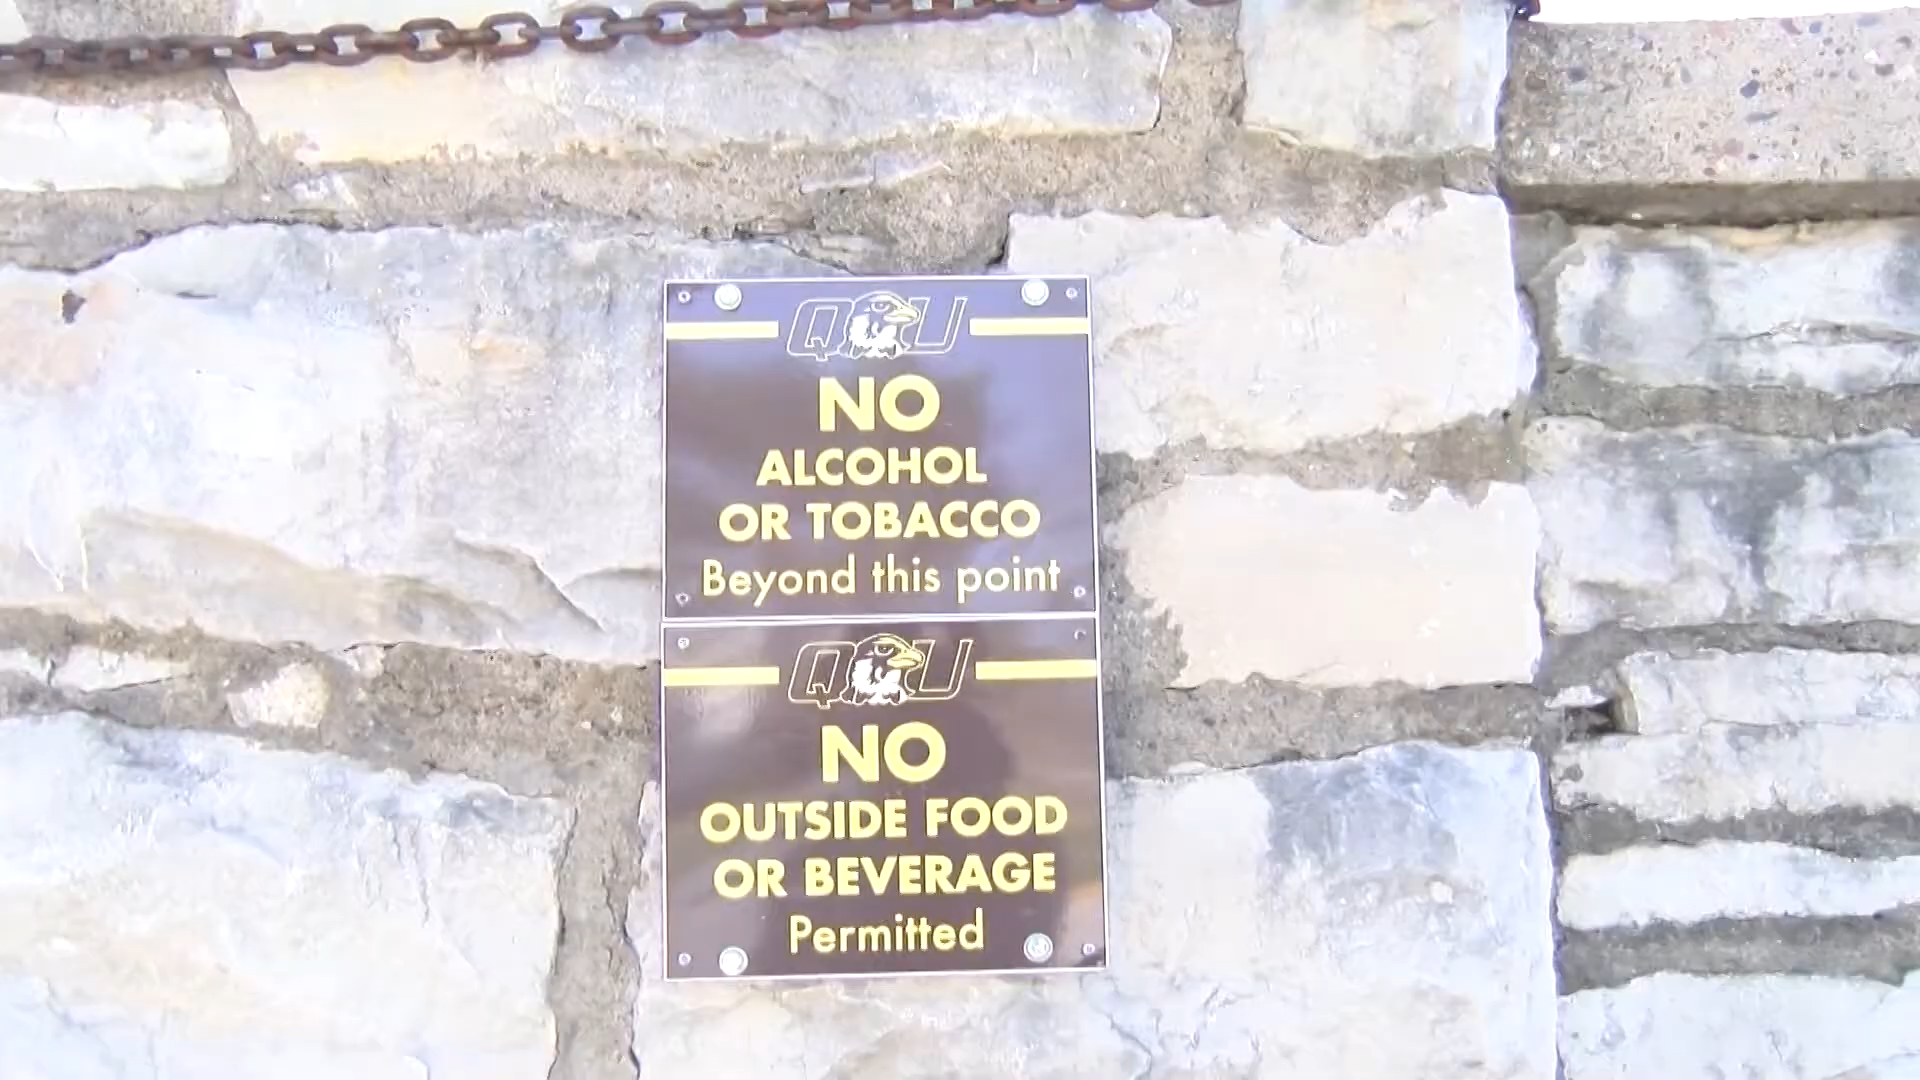 QU
NO
ALCOHOL
OR TOBACCO
Beyond this point
QU
NO
OUTSIDE FOOD
OR BEVERAGE
Permitted